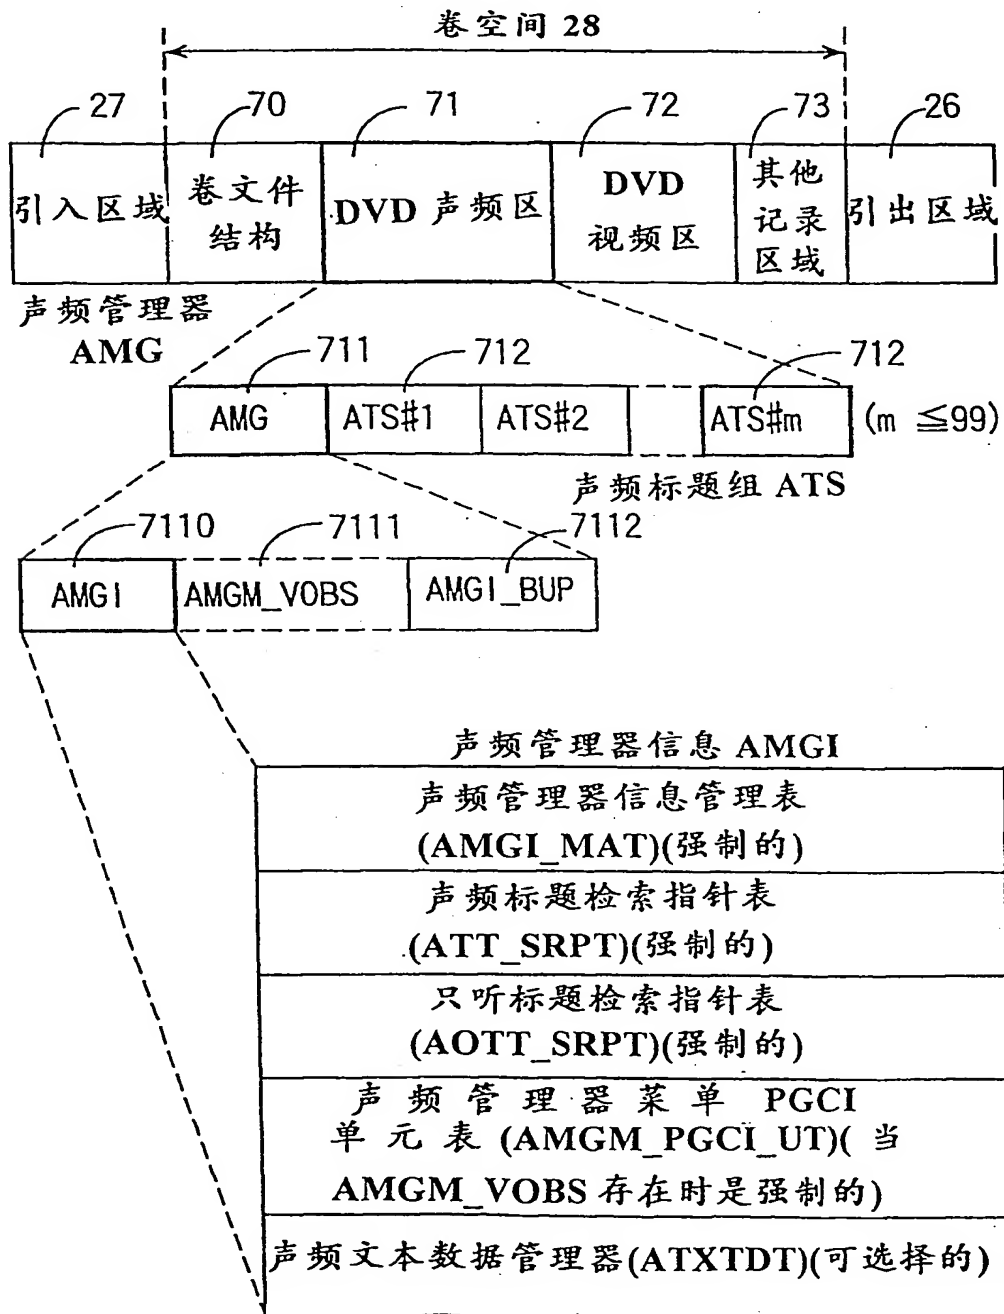 卷空间 28
27 70 71 72 73 26
引入区域 卷文件结构 DVD 声频区 DVD 视频区 其他记录区域 引出区域
声频管理器
AMG
711 712 712
AMG ATS#1 ATS#2 ATS#m (m ≦99)
声频标题组 ATS
7110 7111 7112
AMGI AMGM_VOBS AMGI_BUP
声频管理器信息 AMGI
声频管理器信息管理表
(AMGI_MAT)(强制的)
声频标题检索指针表
(ATT_SRPT)(强制的)
只听标题检索指针表
(AOTT_SRPT)(强制的)
声频管理器菜单 PGCI
单元表 (AMGM_PGCI_UT)( 当
AMGM_VOBS 存在时是强制的)
声频文本数据管理器(ATXTDT)(可选择的)